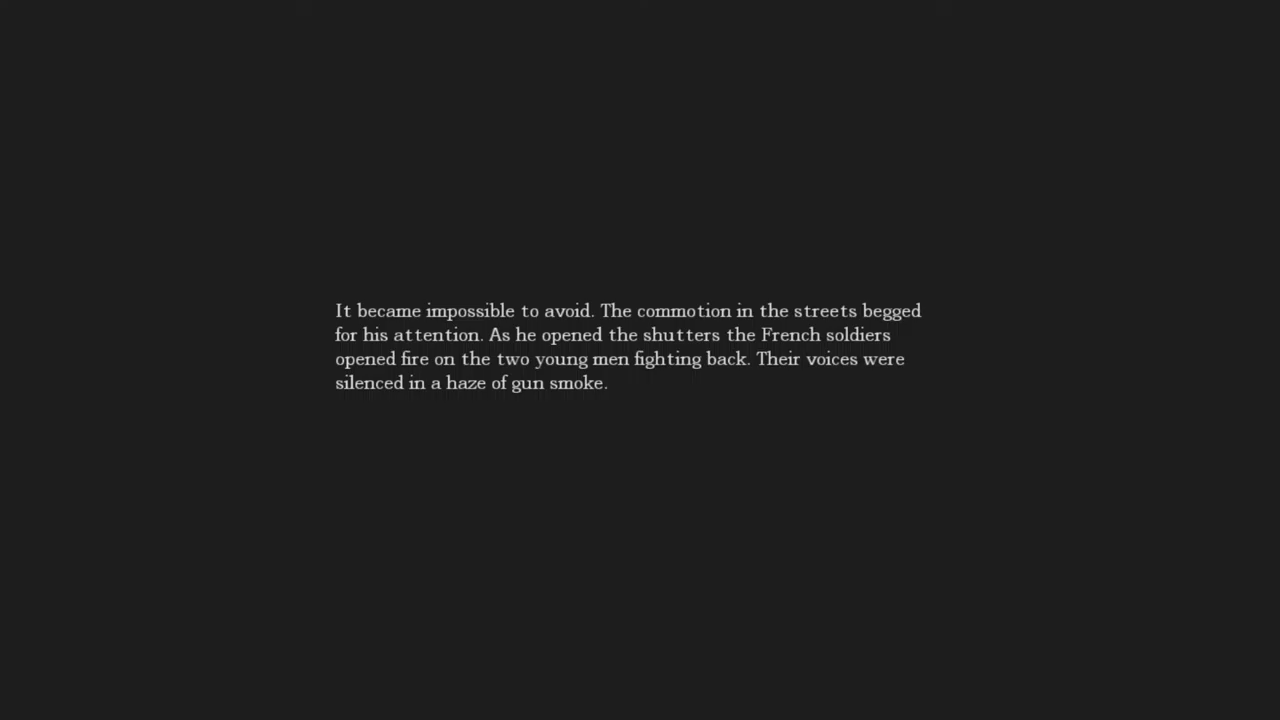 It became impossible to avoid. The commotion in the streets begged
for his attention. As he opened the shutters the French soldiers
opened fire on the two young men fighting back. Their voices were
silenced in a haze of gun smoke.